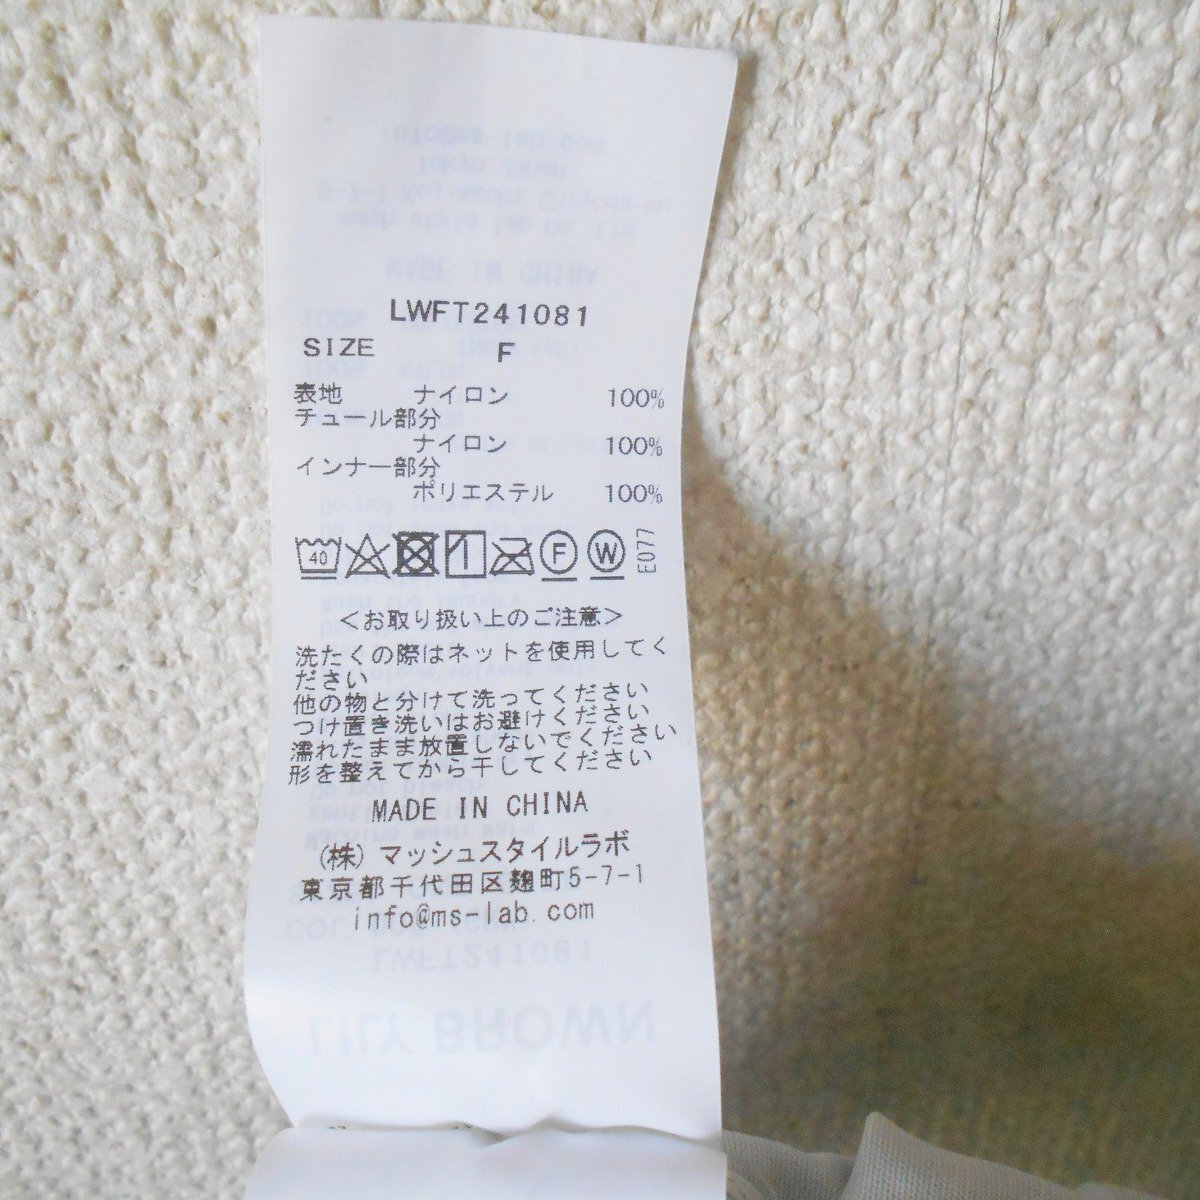 LWFT241081
SIZE F
表地 ナイロン 100%
チュール部分
ナイロン 100%
インナー部分
ポリエステル 100%
40 F W E077
<お取り扱い上のご注意>
洗たくの際はネットを使用してく
ださい
他の物と分けて洗ってください
つけ置き洗いはお避けください
濡れたまま放置しないでください
形を整えてから干してください
MADE IN CHINA
(株)マッシュスタイルラボ
東京都千代田区麹町5-7-1
info@ms-lab.com
LWFT241081
LILY BROWN